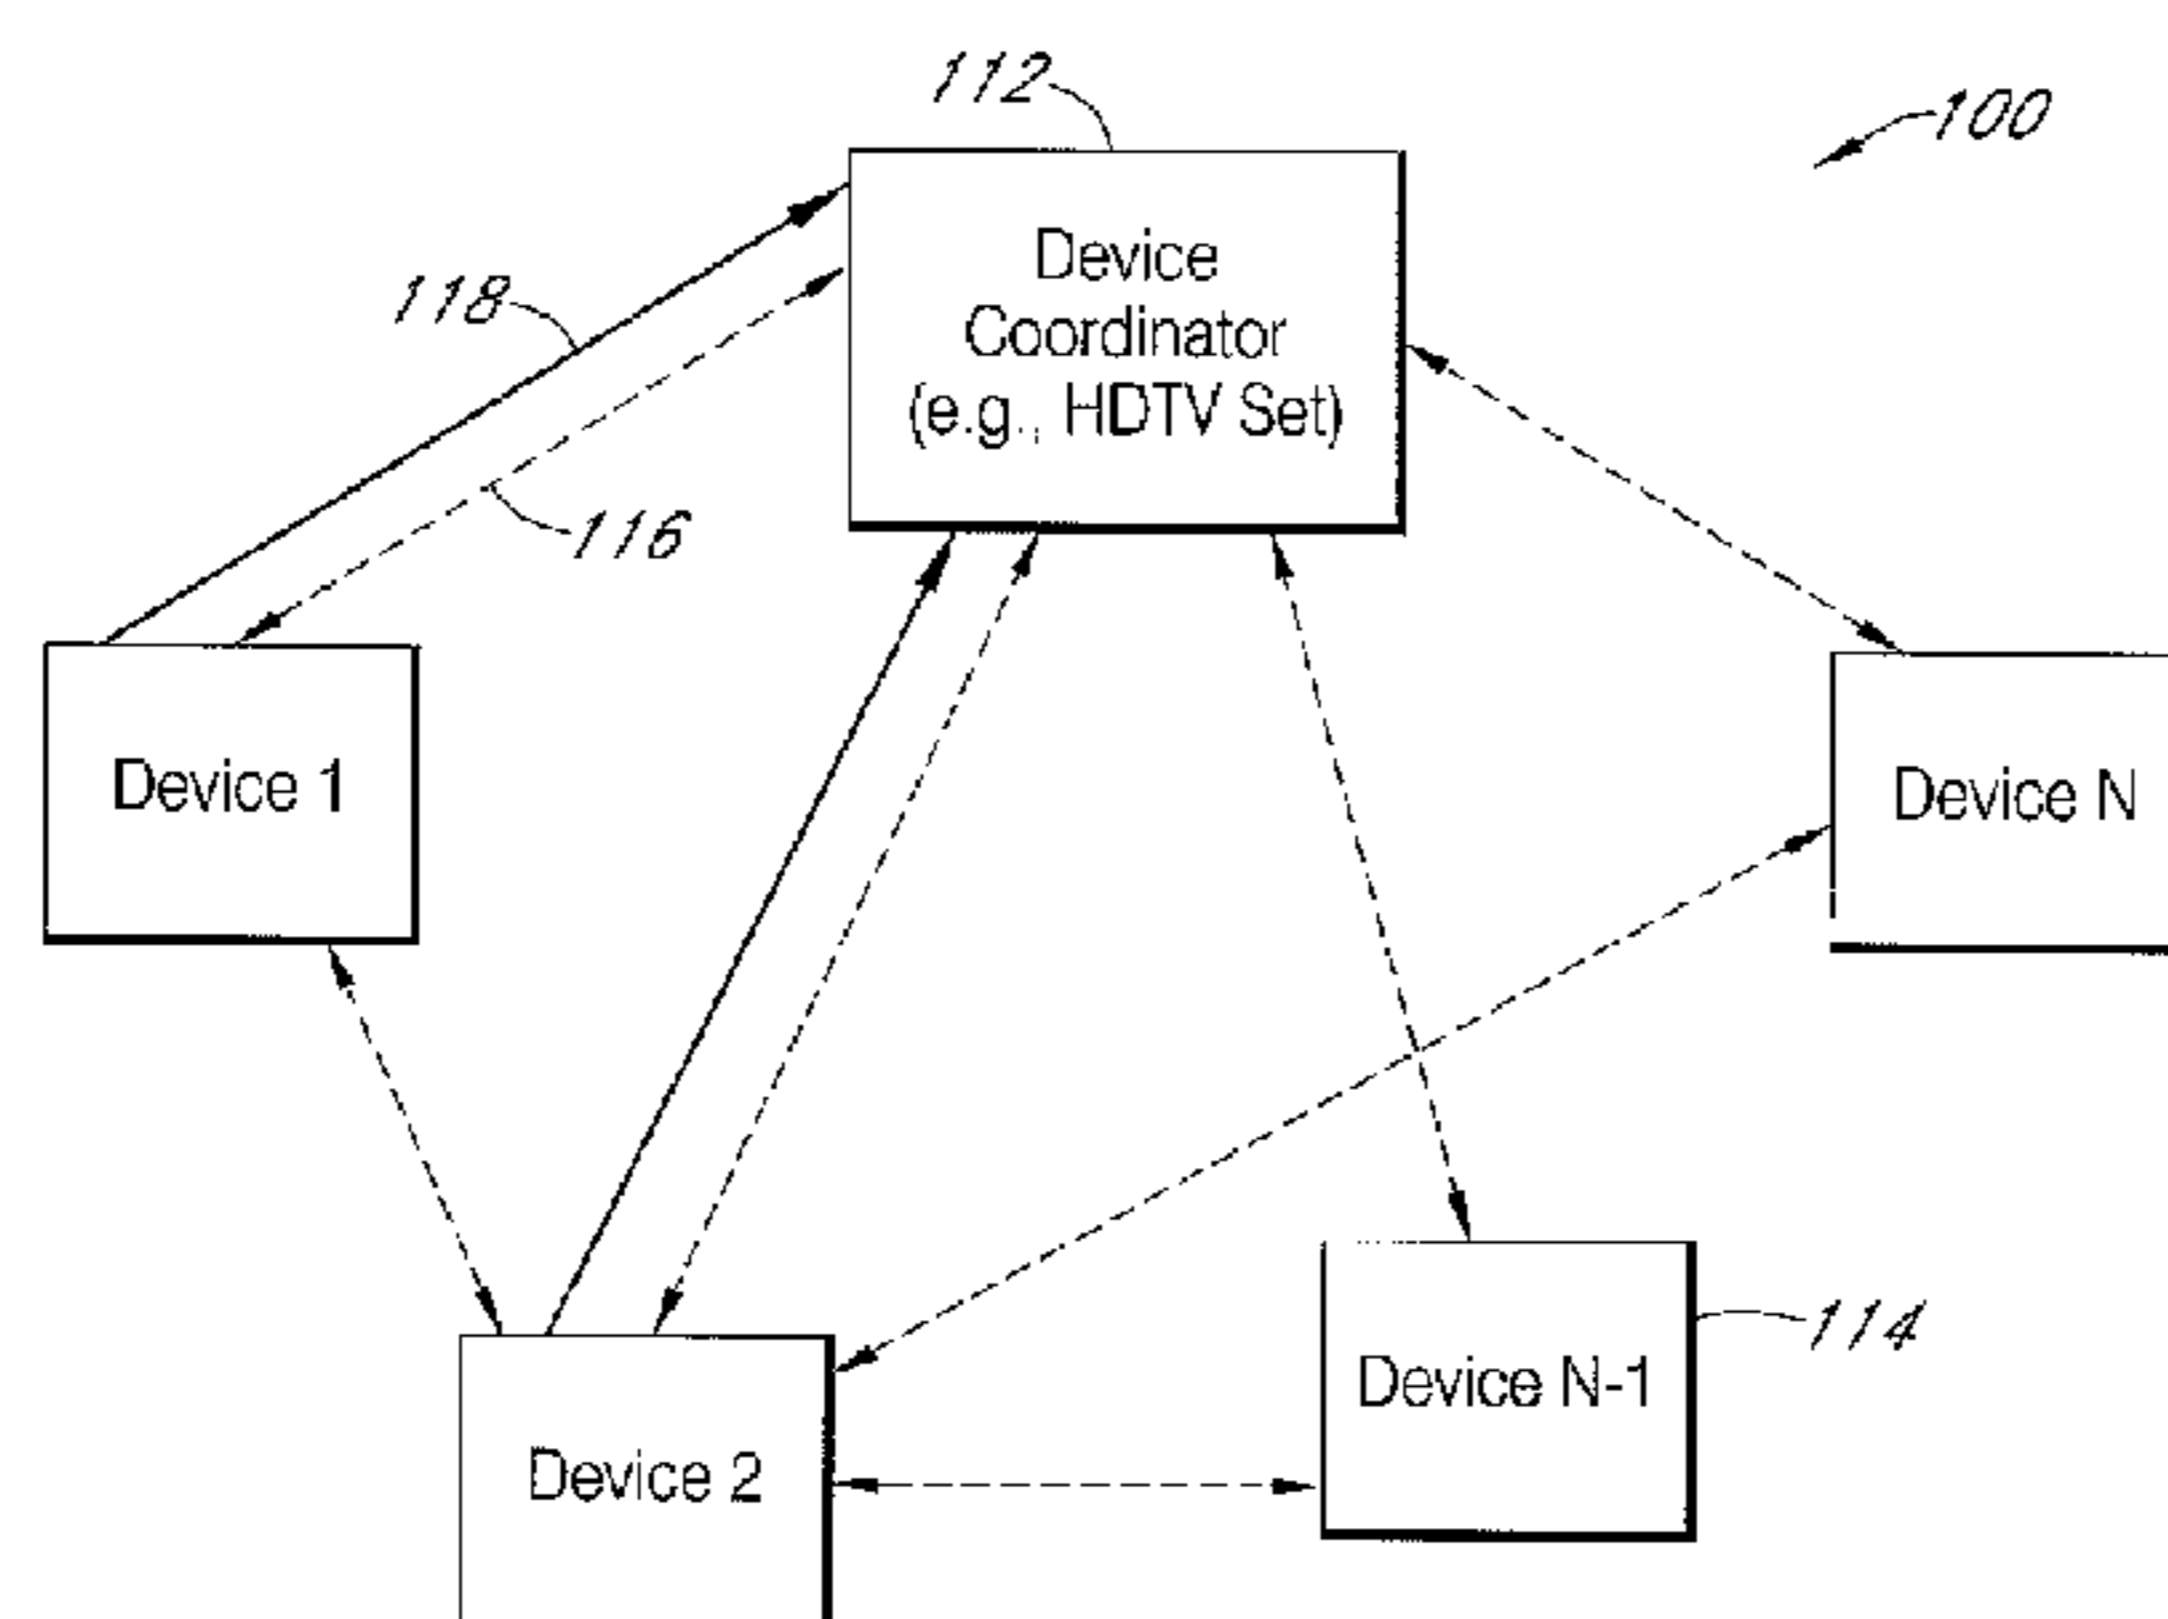 112
100
Device
Coordinator
(e.g., HDTV Set)
118
116
Device 1
Device N
114
Device N-1
Device 2